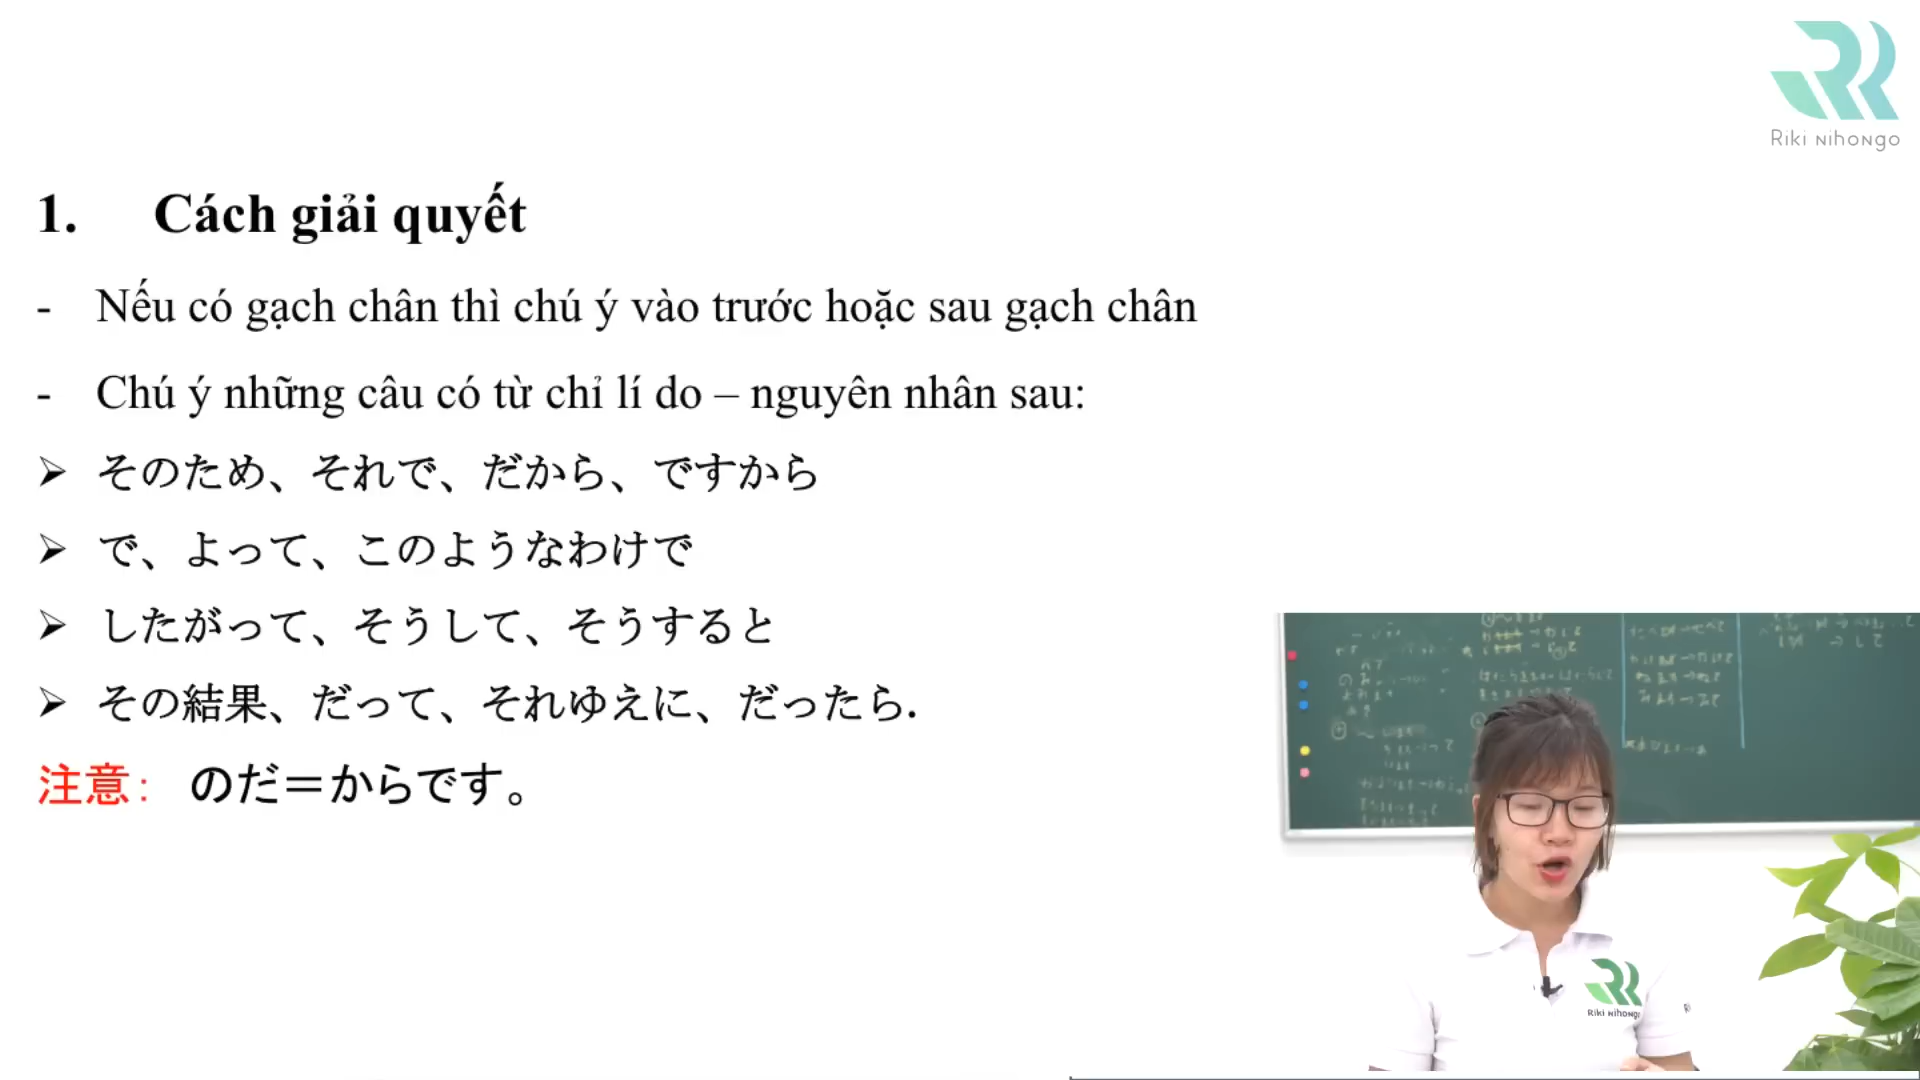 Riki nihongo
1. Cách giải quyết
- Nếu có gạch chân thì chú ý vào trước hoặc sau gạch chân
- Chú ý những câu có từ chỉ lí do – nguyên nhân sau:
➢ そのため、それで、だから、ですから
➢ で、よって、このようなわけで
➢ したがって、そうして、そうすると
➢ その結果、だって、それゆえに、だったら.
注意： のだ＝からです。
Riki nihongo